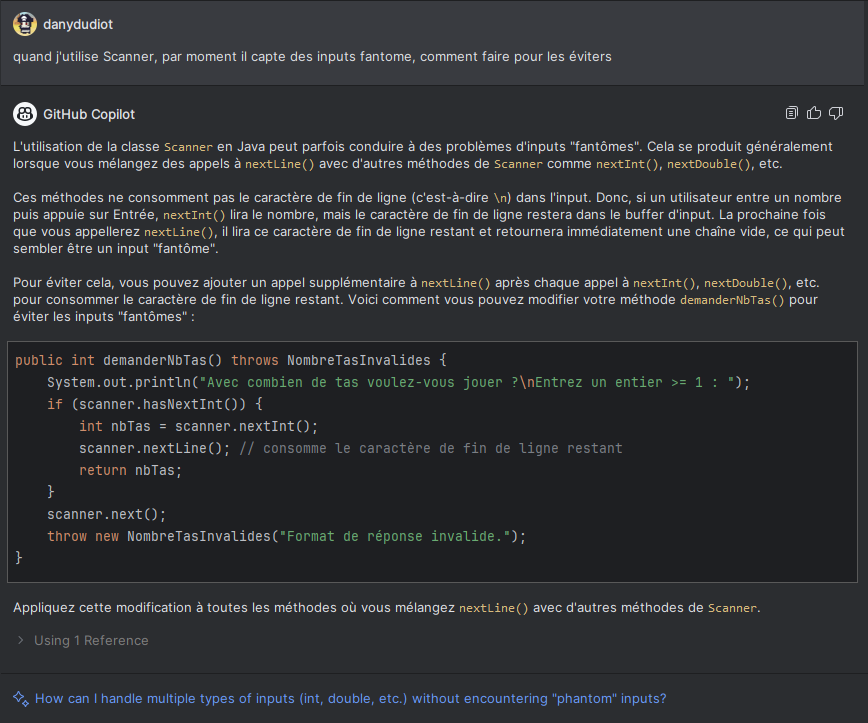 danydudiot
quand j'utilise Scanner, par moment il capte des inputs fantome, comment faire pour les éviters
GitHub Copilot
L'utilisation de la classe Scanner en Java peut parfois conduire à des problèmes d'inputs "fantômes". Cela se produit généralement
lorsque vous mélangez des appels à nextLine() avec d'autres méthodes de Scanner comme nextInt(), nextDouble(), etc.
Ces méthodes ne consomment pas le caractère de fin de ligne (c'est-à-dire \n) dans l'input. Donc, si un utilisateur entre un nombre
puis appuie sur Entrée, nextInt() lira le nombre, mais le caractère de fin de ligne restera dans le buffer d'input. La prochaine fois
que vous appellerez nextLine(), il lira ce caractère de fin de ligne restant et retournera immédiatement une chaîne vide, ce qui peut
sembler être un input "fantôme".
Pour éviter cela, vous pouvez ajouter un appel supplémentaire à nextLine() après chaque appel à nextInt(), nextDouble(), etc.
pour consommer le caractère de fin de ligne restant. Voici comment vous pouvez modifier votre méthode demanderNbTas() pour
éviter les inputs "fantômes" :
public int demanderNbTas() throws NombreTasInvalides {
    System.out.println("Avec combien de tas voulez-vous jouer ?\nEntrez un entier >= 1 : ");
    if (scanner.hasNextInt()) {
        int nbTas = scanner.nextInt();
        scanner.nextLine(); // consomme le caractère de fin de ligne restant
        return nbTas;
    }
    scanner.next();
    throw new NombreTasInvalides("Format de réponse invalide.");
}
Appliquez cette modification à toutes les méthodes où vous mélangez nextLine() avec d'autres méthodes de Scanner.
Using 1 Reference
How can I handle multiple types of inputs (int, double, etc.) without encountering "phantom" inputs?